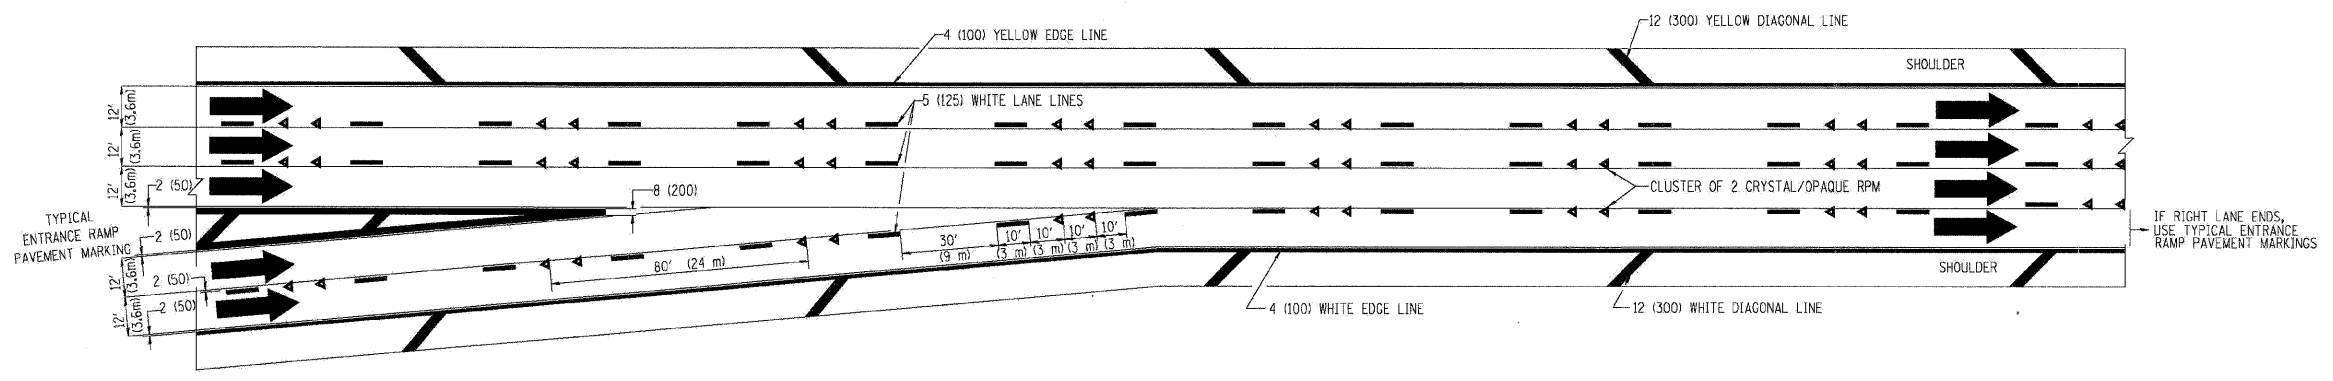 12 (300) YELLOW DIAGONAL LINE
4 (100) YELLOW EDGE LINE
SHOULDER
5 (125) WHITE LANE LINES
12'
(3.6m)
12'
(3.6m)
12'
(3.6m)
2 (50)
8 (200)
CLUSTER OF 2 CRYSTAL/OPAQUE RPM
TYPICAL
ENTRANCE RAMP
PAVEMENT MARKING
2 (50)
IF RIGHT LANE ENDS,
USE TYPICAL ENTRANCE
RAMP PAVEMENT MARKINGS
30'
(9 m)
10'
(3 m)
10'
(3 m)
10'
(3 m)
10'
(3 m)
80' (24 m)
SHOULDER
12'
(3.6m)
2 (50)
12'
(3.6m)
2 (50)
4 (100) WHITE EDGE LINE
12 (300) WHITE DIAGONAL LINE